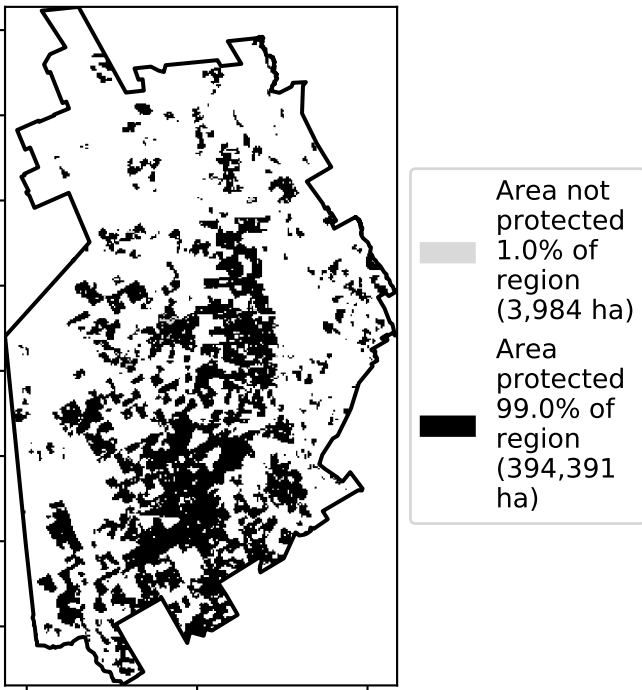 Area not
protected
1.0% of
region
(3,984 ha)
Area
protected
99.0% of
region
(394,391
ha)